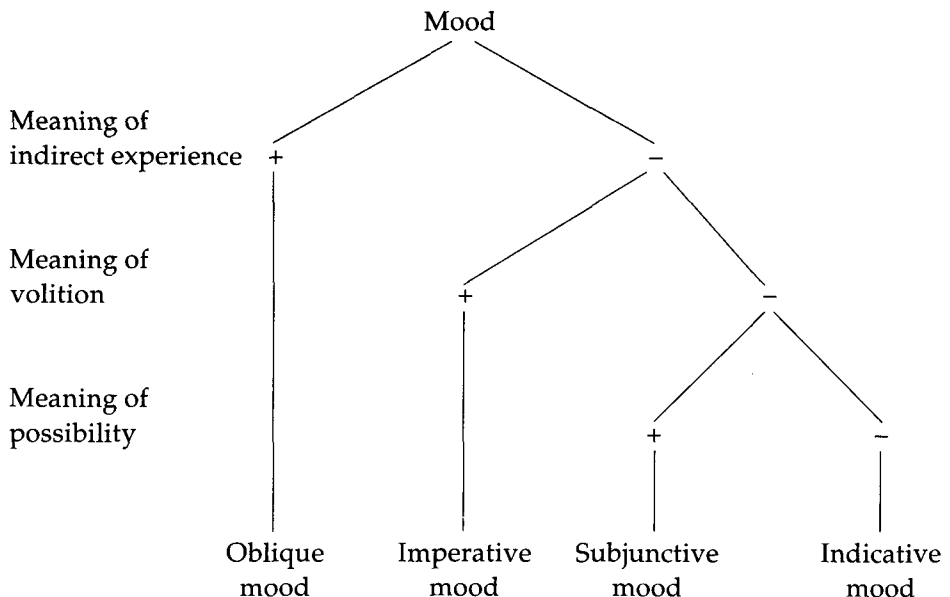 Mood
Meaning of
indirect experience + −
Meaning of
volition + −
Meaning of
possibility + −
Oblique Imperative Subjunctive Indicative
mood mood mood mood